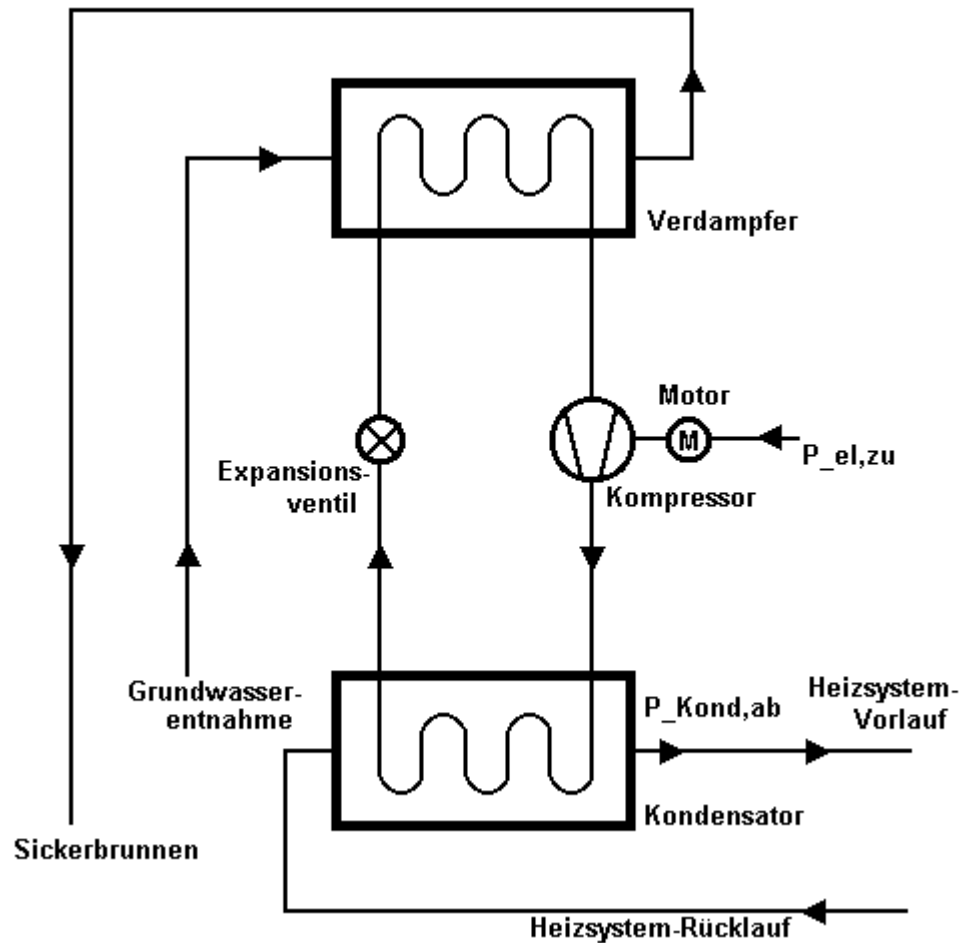 Verdampfer
Motor
M
P_el,zu
Expansions-
ventil
Kompressor
Grundwasser-
entnahme
P_Kond,ab
Heizsystem-
Vorlauf
Kondensator
Sickerbrunnen
Heizsystem-Rücklauf